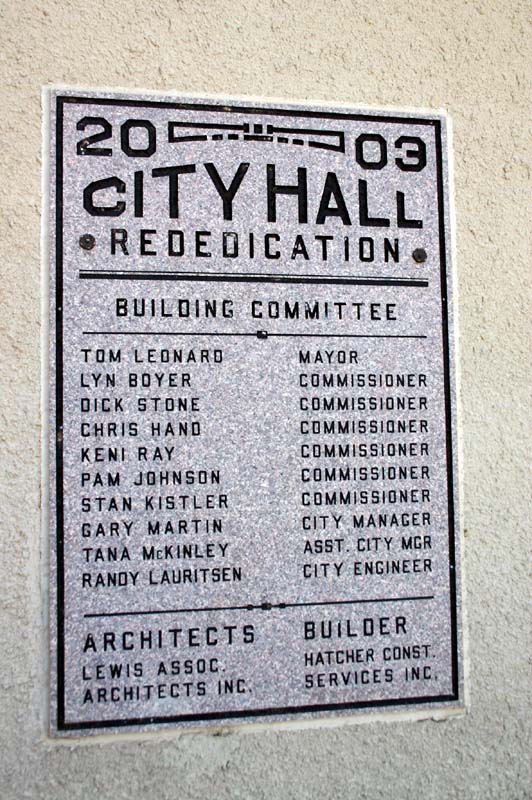 2003
CITY HALL
REDEDICATION
BUILDING COMMITTEE
TOM LEONARD MAYOR
LYN BOYER COMMISSIONER
DICK STONE COMMISSIONER
CHRIS HAND COMMISSIONER
KENI RAY COMMISSIONER
PAM JOHNSON COMMISSIONER
STAN KISTLER COMMISSIONER
GARY MARTIN CITY MANAGER
TANA McKINLEY ASST. CITY MGR
RANDY LAURITSEN CITY ENGINEER
ARCHITECTS
LEWIS ASSOC.
ARCHITECTS INC.
BUILDER
HATCHER CONST.
SERVICES INC.